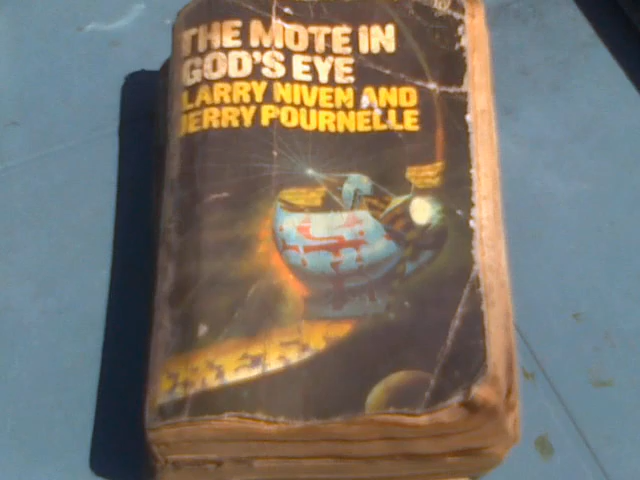 THE MOTE IN
GOD'S EYE
LARRY NIVEN AND
JERRY POURNELLE